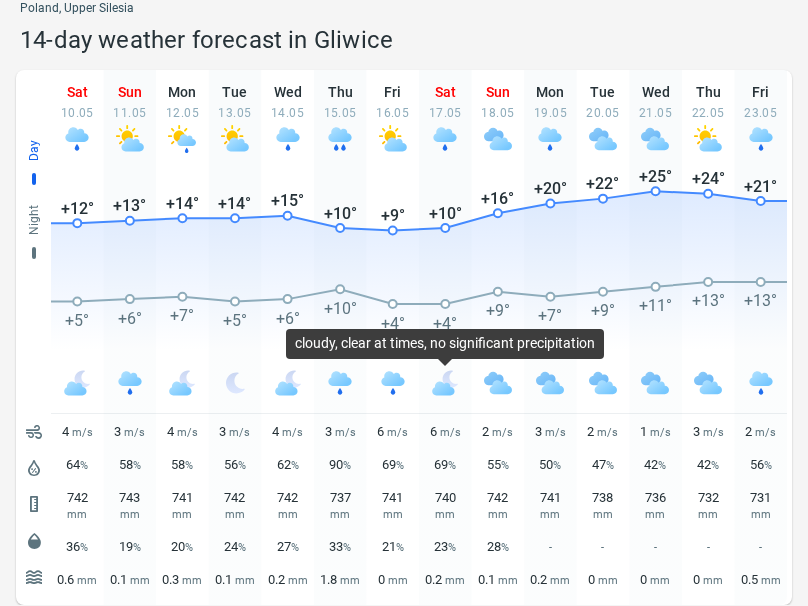 Poland, Upper Silesia
14-day weather forecast in Gliwice
Sat Sun Mon Tue Wed Thu Fri Sat Sun Mon Tue Wed Thu Fri
10.05 11.05 12.05 13.05 14.05 15.05 16.05 17.05 18.05 19.05 20.05 21.05 22.05 23.05
Day
+12° +13° +14° +14° +15° +10° +9° +10° +16° +20° +22° +25° +24° +21°
Night
+5° +6° +7° +5° +6° +10° +4° +4° +9° +7° +9° +11° +13° +13°
cloudy, clear at times, no significant precipitation
4 m/s 3 m/s 4 m/s 3 m/s 4 m/s 3 m/s 6 m/s 6 m/s 2 m/s 3 m/s 2 m/s 1 m/s 3 m/s 2 m/s
64% 58% 58% 56% 62% 90% 69% 69% 55% 50% 47% 42% 42% 56%
742 743 741 742 742 737 741 740 742 741 738 736 732 731
mm mm mm mm mm mm mm mm mm mm mm mm mm mm
36% 19% 20% 24% 27% 33% 21% 23% 28% - - - - -
0.6 mm 0.1 mm 0.3 mm 0.1 mm 0.2 mm 1.8 mm 0 mm 0.2 mm 0.1 mm 0.2 mm 0 mm 0 mm 0 mm 0.5 mm